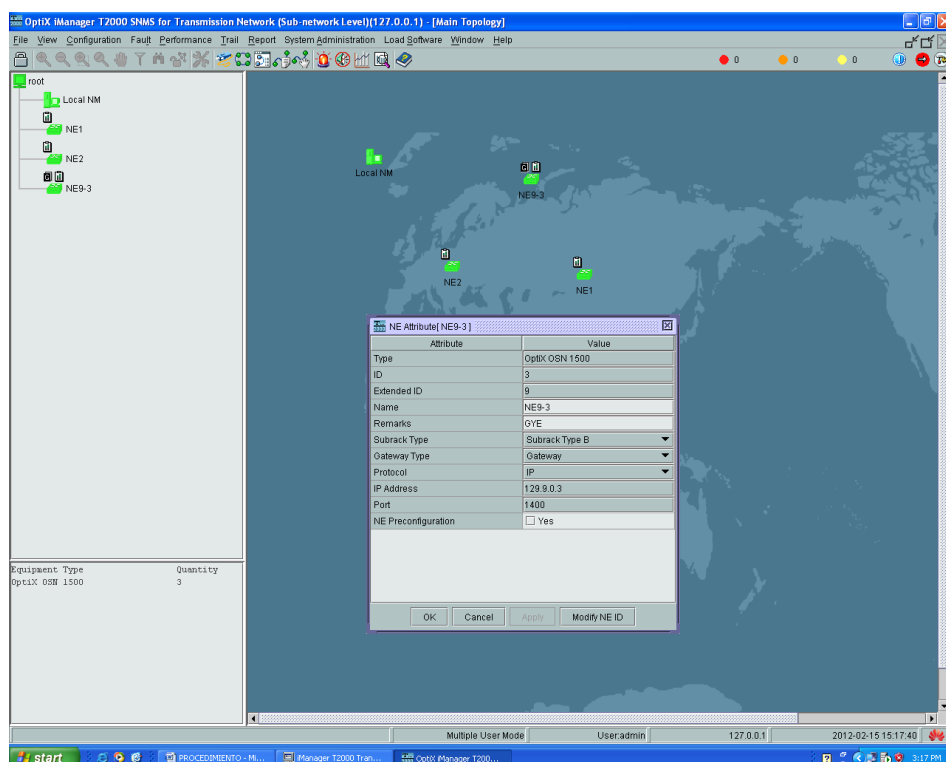 OptiX iManager T2000 SNMS for Transmission Network (Sub-network Level)(127.0.0.1) - [Main Topology]
File View Configuration Fault Performance Trail Report System Administration Load Software Window Help
0 0 0
root
Local NM
NE1
NE2
NE9-3
Local NM
NE9-3
NE2
NE1
NE Attribute[ NE9-3 ]
Attribute Value
Type OptiX OSN 1500
ID 3
Extended ID 9
Name NE9-3
Remarks GYE
Subrack Type Subrack Type B
Gateway Type Gateway
Protocol IP
IP Address 129.9.0.3
Port 1400
NE Preconfiguration Yes
OK Cancel Apply Modify NE ID
Equipment Type Quantity
OptiX OSN 1500 3
Multiple User Mode User:admin 127.0.0.1 2012-02-15 15:17:40
start PROCEDIMIENTO - Mi... iManager T2000 Tran... OptiX iManager T200... 3:17 PM